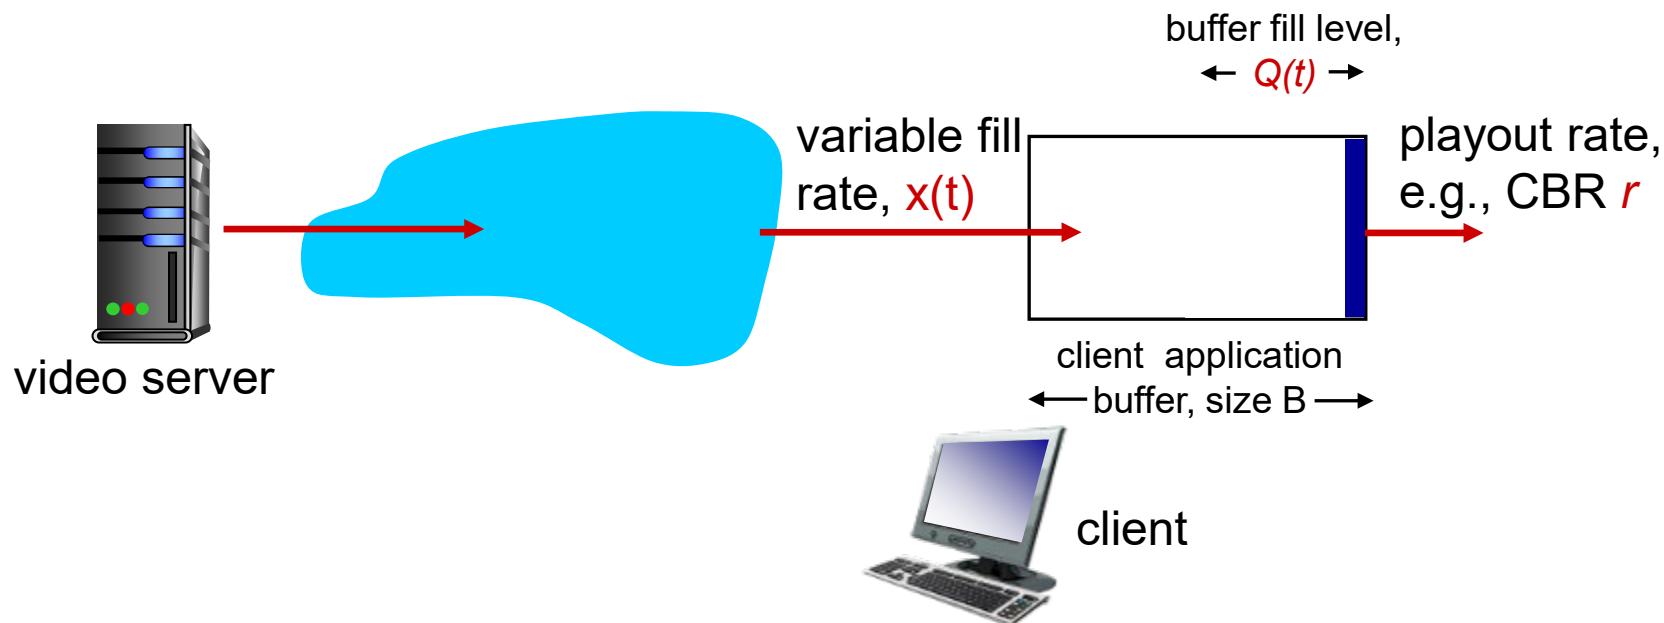 buffer fill level,
Q(t)
variable fill
rate, x(t)
playout rate,
e.g., CBR r
video server
client application
buffer, size B
client